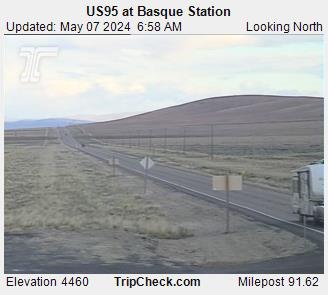 US95 at Basque Station
Updated: May 07 2024 6:58 AM Looking North
Elevation 4460 TripCheck.com Milepost 91.62